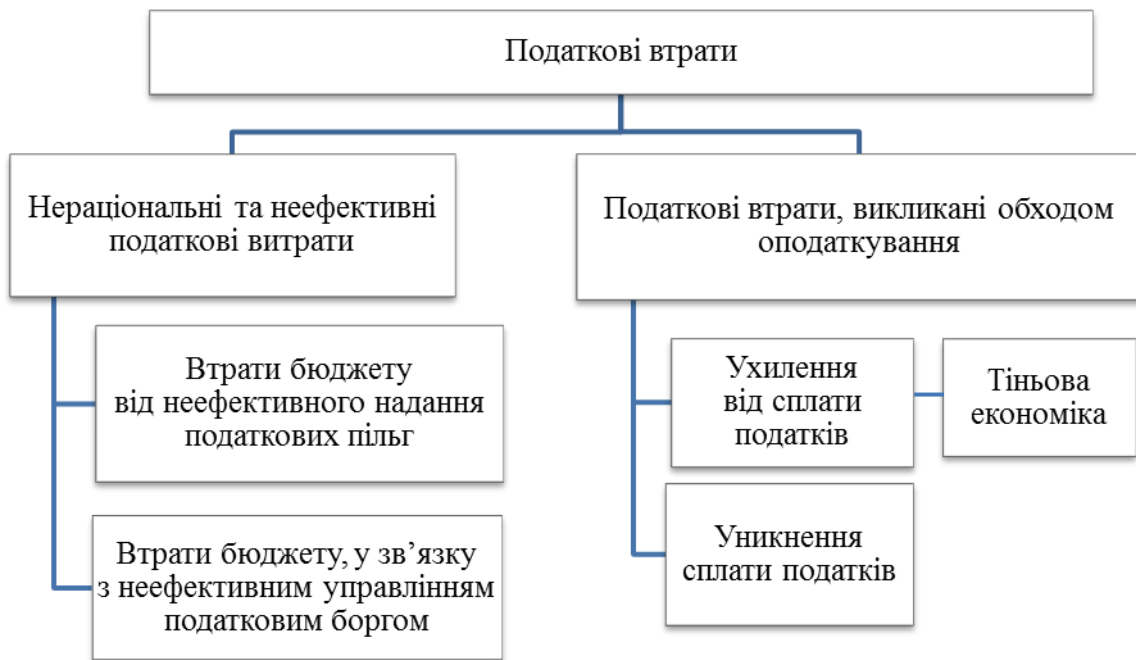 Податкові втрати
Нераціональні та неефективні
податкові витрати
Податкові втрати, викликані обходом
оподаткування
Втрати бюджету
від неефективного надання
податкових пільг
Втрати бюджету, у зв’язку
з неефективним управлінням
податковим боргом
Ухилення
від сплати
податків
Тіньова
економіка
Уникнення
сплати податків